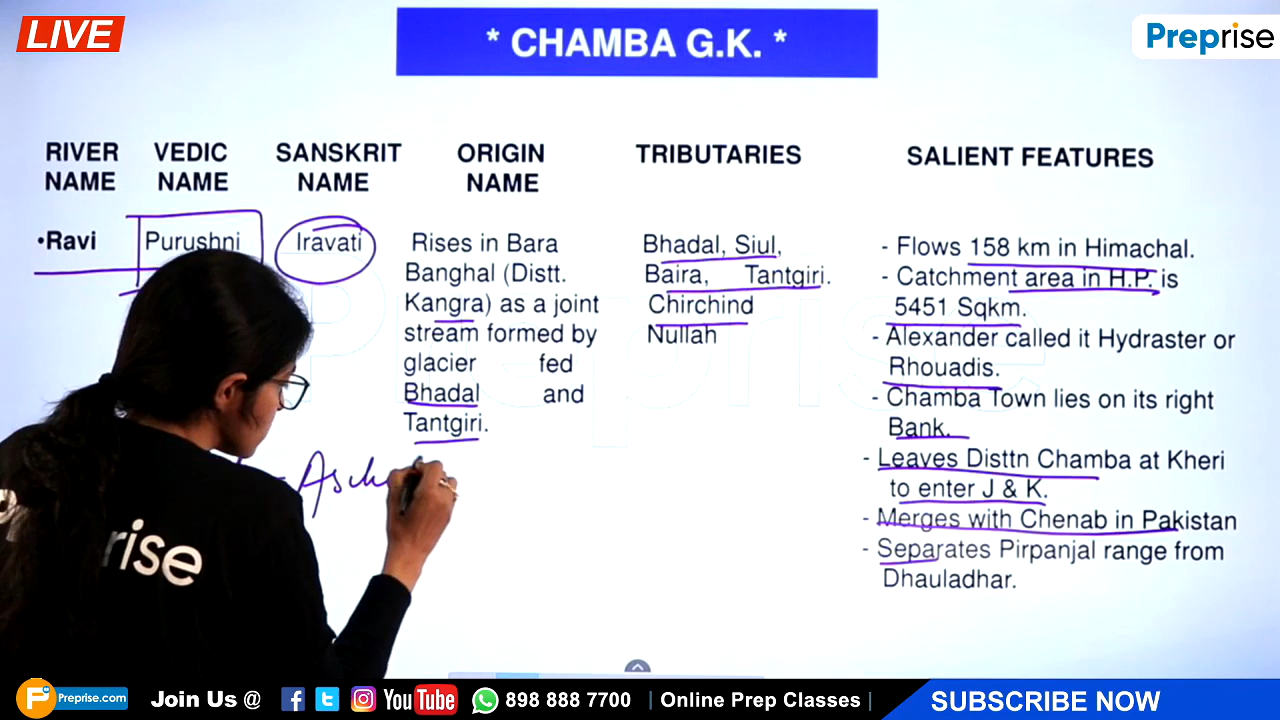 LIVE
* CHAMBA G.K. *
Preprise
RIVER NAME
VEDIC NAME
SANSKRIT NAME
ORIGIN NAME
TRIBUTARIES
SALIENT FEATURES
•Ravi
Purushni
Iravati
Rises in Bara
Banghal (Distt.
Kangra) as a joint
stream formed by
glacier fed
Bhadal and
Tantgiri.
Bhadal, Siul,
Baira, Tantgiri.
Chirchind
Nullah
- Flows 158 km in Himachal.
- Catchment area in H.P. is
5451 Sqkm.
- Alexander called it Hydraster or
Rhouadis.
- Chamba Town lies on its right
Bank.
- Leaves Disttn Chamba at Kheri
to enter J & K.
- Merges with Chenab in Pakistan
- Separates Pirpanjal range from
Dhauladhar.
Preprise
rise
Preprise.com
Join Us @
YouTube
898 888 7700
| Online Prep Classes |
SUBSCRIBE NOW